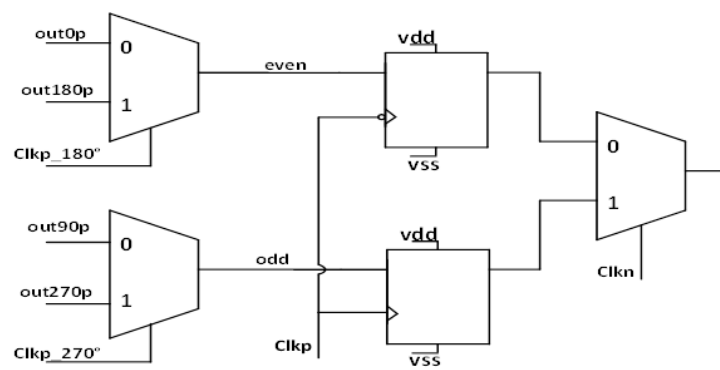 out0p
0
out180p
1
Clkp_180°
even
vdd
vss
0
1
Clkn
out90p
0
out270p
1
Clkp_270°
odd
vdd
vss
Clkp